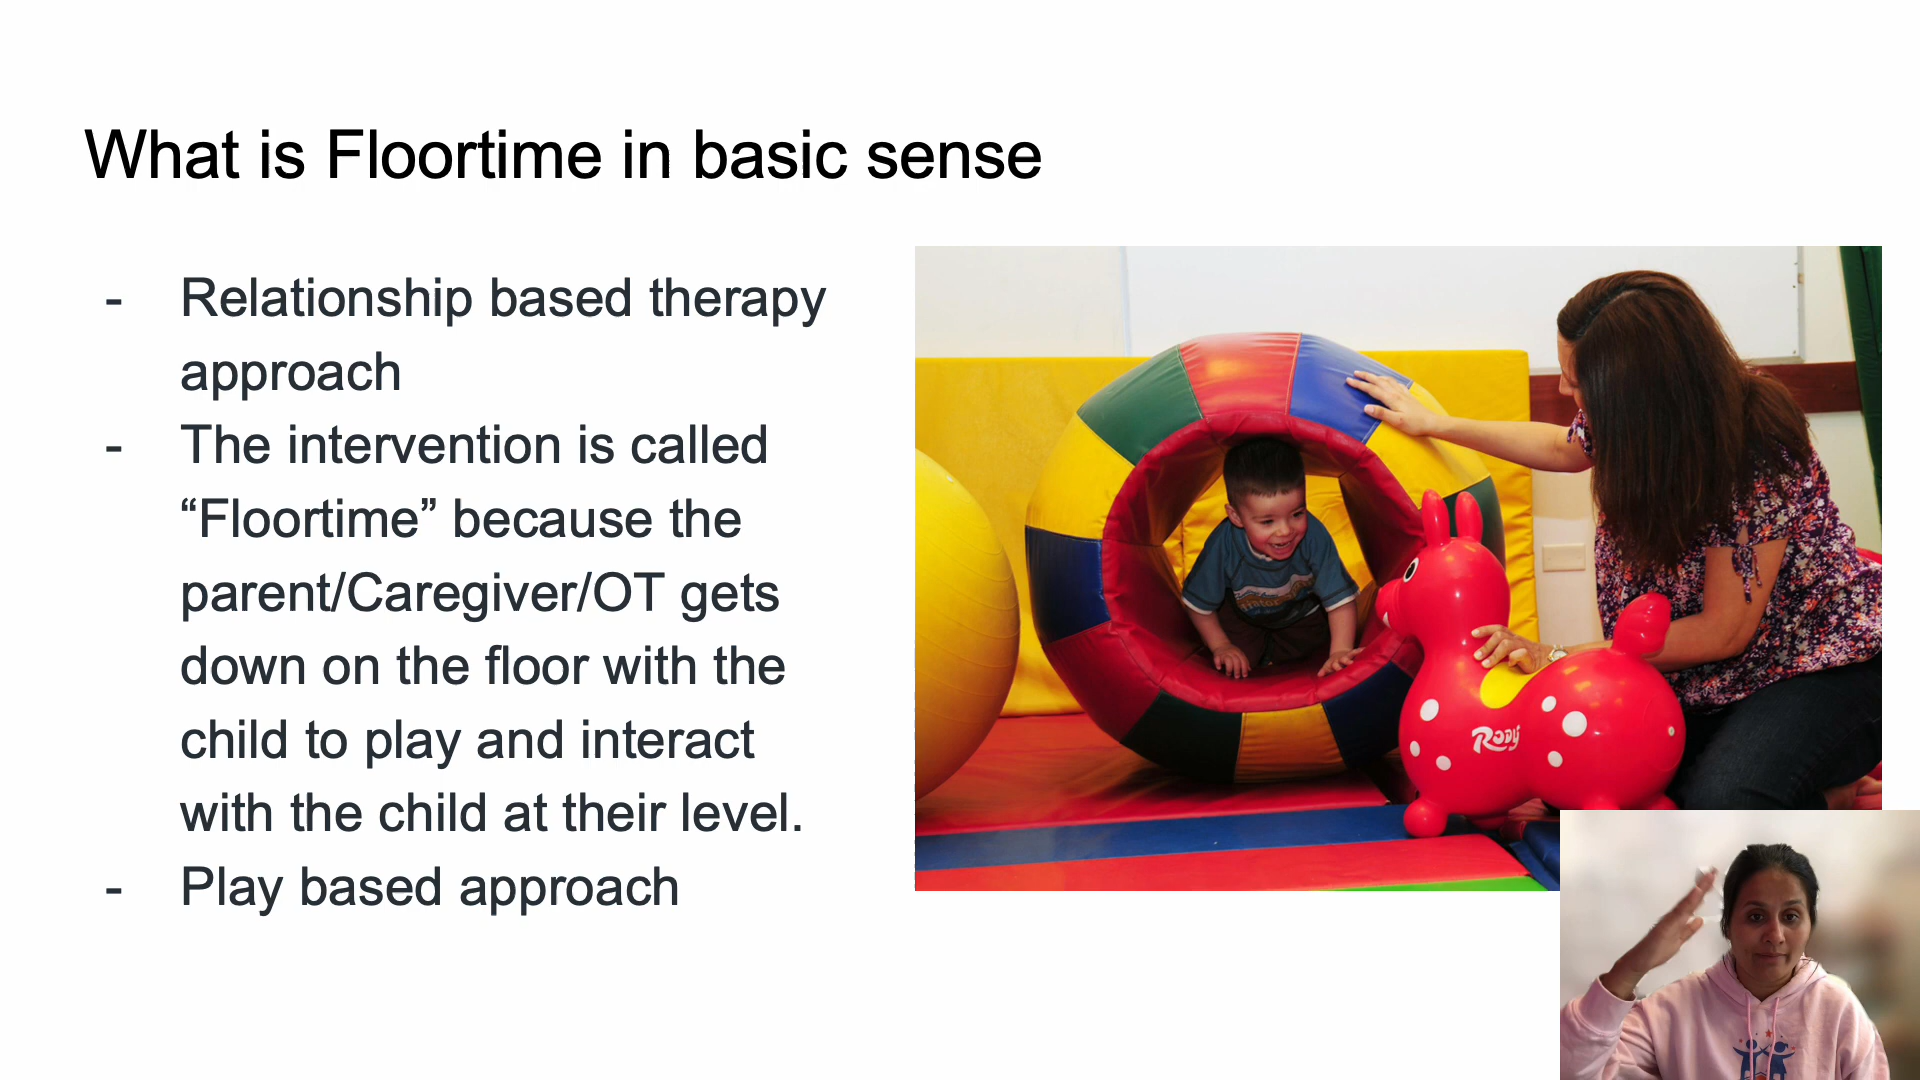 What is Floortime in basic sense
- Relationship based therapy
approach
- The intervention is called
“Floortime” because the
parent/Caregiver/OT gets
down on the floor with the
child to play and interact
with the child at their level.
- Play based approach
Rody